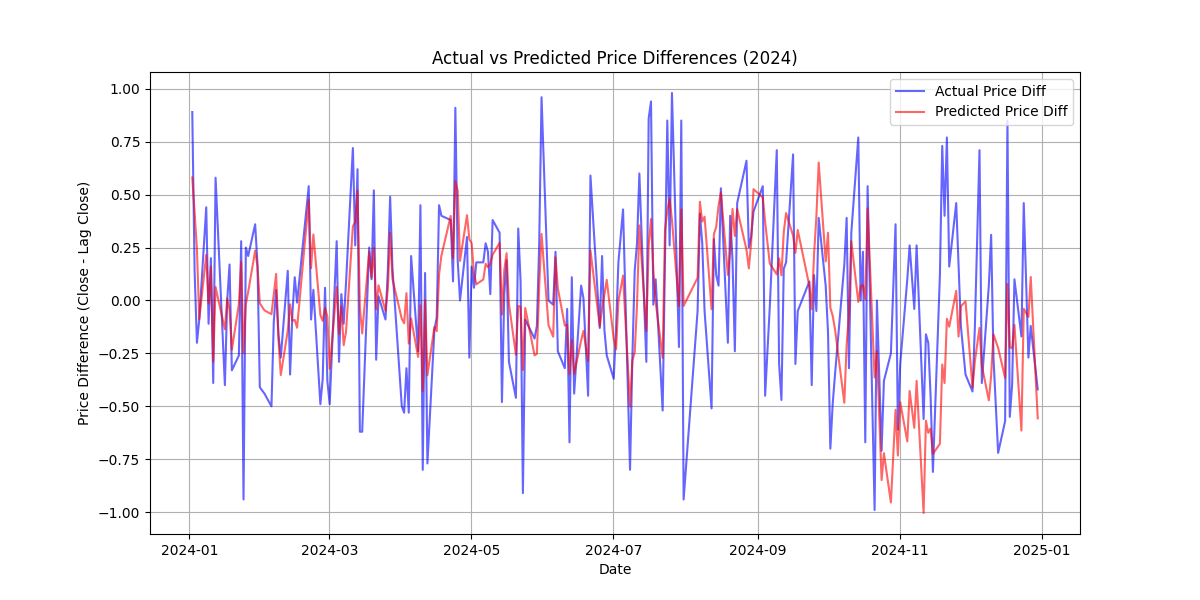 Actual vs Predicted Price Differences (2024)
Actual Price Diff
Predicted Price Diff
Price Difference (Close - Lag Close)
1.00
0.75
0.50
0.25
0.00
−0.25
−0.50
−0.75
−1.00
2024-01 2024-03 2024-05 2024-07 2024-09 2024-11 2025-01
Date